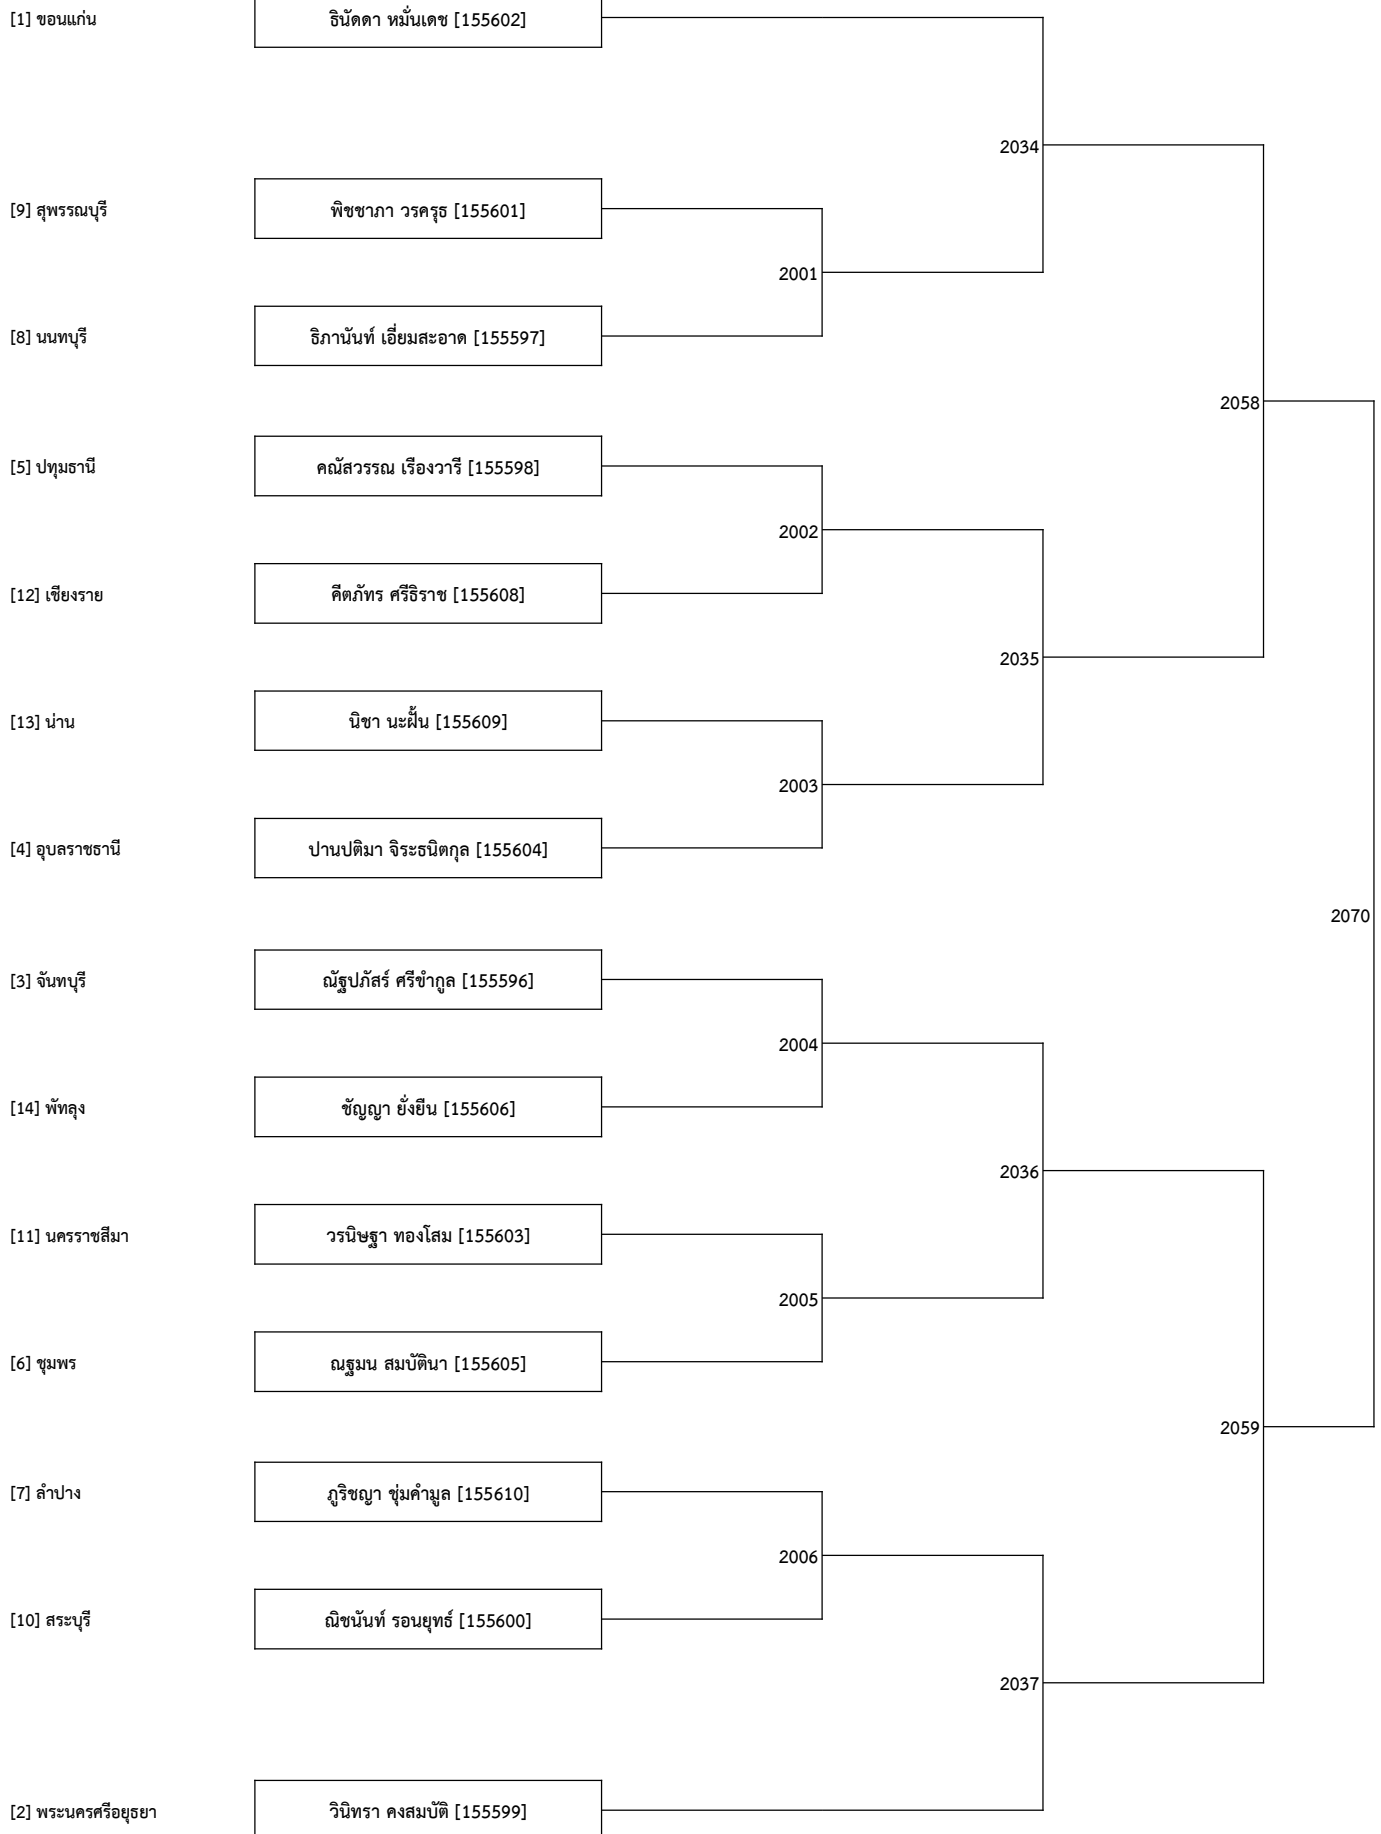 [1] ขอนแก่น ธินัดดา หมั่นเดช [155602]
2034
[9] สุพรรณบุรี พิชชาภา วรครุธ [155601]
2001
[8] นนทบุรี ธิภานันท์ เอี่ยมสะอาด [155597]
2058
[5] ปทุมธานี คณัสวรรณ เรืองวารี [155598]
2002
[12] เชียงราย คีตภัทร ศรีธิราช [155608]
2035
[13] น่าน นิชา นะฝั้น [155609]
2003
[4] อุบลราชธานี ปานปติมา จิระธนิตกุล [155604]
2070
[3] จันทบุรี ณัฐปภัสร์ ศรีขำกูล [155596]
2004
[14] พัทลุง ชัญญา ยั่งยืน [155606]
2036
[11] นครราชสีมา วรนิษฐา ทองโสม [155603]
2005
[6] ชุมพร ณฐมน สมบัตินา [155605]
2059
[7] ลำปาง ภูริชญา ชุ่มคำมูล [155610]
2006
[10] สระบุรี ณิชนันท์ รอนยุทธ์ [155600]
2037
[2] พระนครศรีอยุธยา วินิทรา คงสมบัติ [155599]